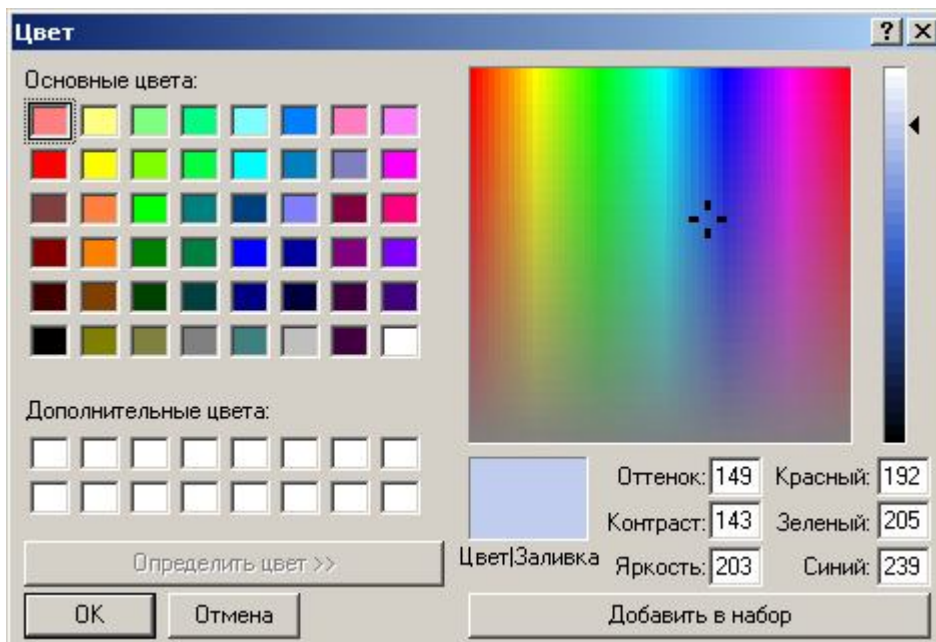 Цвет
Основные цвета:
Дополнительные цвета:
Определить цвет >>
OK
Отмена
Цвет|Заливка
Оттенок: 149
Контраст: 143
Яркость: 203
Красный: 192
Зеленый: 205
Синий: 239
Добавить в набор